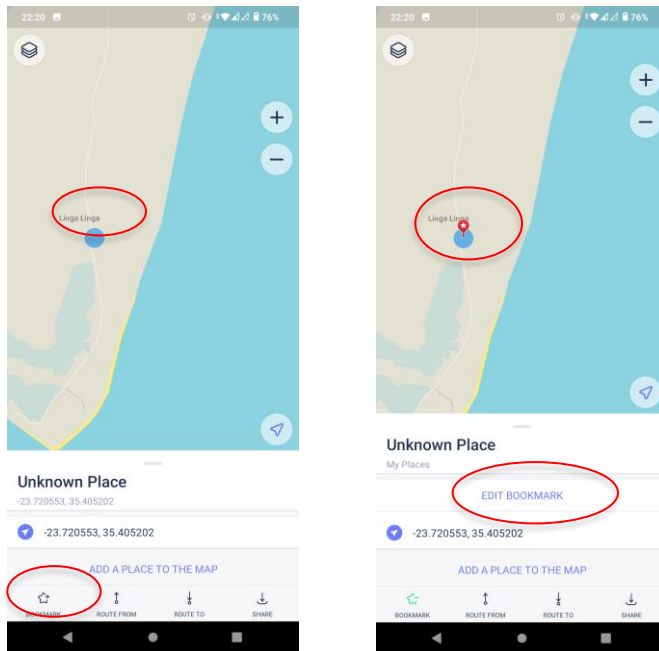 22:20 76%
Linga Linga
Unknown Place
-23.720553, 35.405202
-23.720553, 35.405202
ADD A PLACE TO THE MAP
BOOKMARK ROUTE FROM ROUTE TO SHARE
22:20 76%
Linga Linga
Unknown Place
My Places
EDIT BOOKMARK
-23.720553, 35.405202
ADD A PLACE TO THE MAP
BOOKMARK ROUTE FROM ROUTE TO SHARE